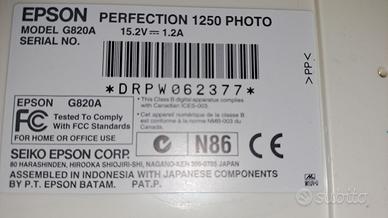 EPSON PERFECTION 1250 PHOTO
MODEL G820A 15.2V⎓1.2A
SERIAL NO.
*DRPW062377*
>PP<
EPSON G820A
FC Tested To Comply
With FCC Standards
FOR HOME OR OFFICE USE
•This Class B digital apparatus complies
with Canadian ICES-003.
•Cet appareil numérique de la classe B
est conforme à la norme NMB-003 du
Canada.
N86 CE
SEIKO EPSON CORP.
80 HARASHINDEN, HIROOKA SHIOJIRI-SHI, NAGANO-KEN 399-0785 JAPAN
ASSEMBLED IN INDONESIA WITH JAPANESE COMPONENTS
BY P.T. EPSON BATAM. PAT.P.
subito